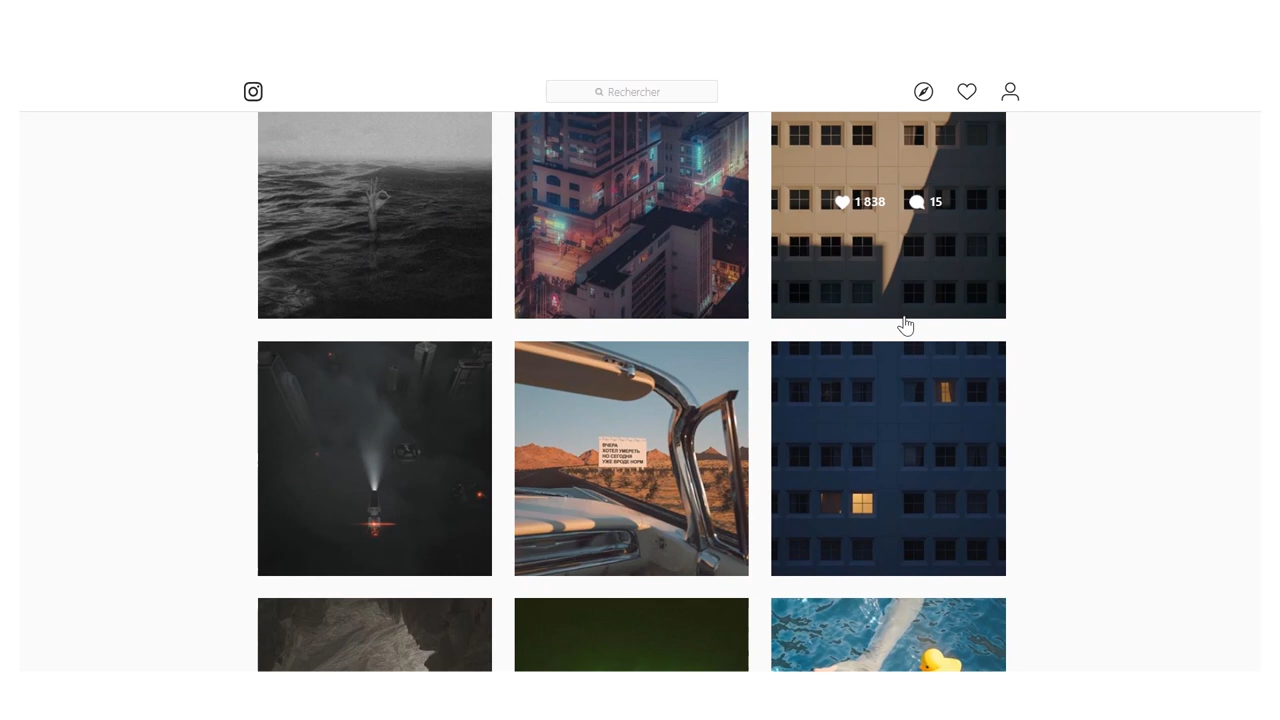 Rechercher
1 838
15
ВЧЕРА
ХОТЕЛ УМЕРЕТЬ
НО СЕГОДНЯ
УЖЕ ВРОДЕ НОРМ